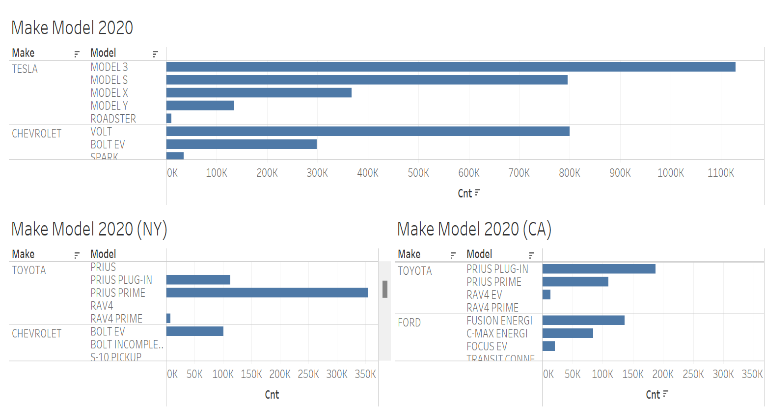 Make Model 2020
Make Model
TESLA MODEL 3
MODEL S
MODEL X
MODEL Y
ROADSTER
CHEVROLET VOLT
BOLT EV
SPARK
0K 100K 200K 300K 400K 500K 600K 700K 800K 900K 1000K 1100K
Cnt
Make Model 2020 (NY)
Make Model
TOYOTA PRIUS
PRIUS PLUG-IN
PRIUS PRIME
RAV4
RAV4 PRIME
CHEVROLET BOLT EV
BOLT INCOMPLE..
S-10 PICKUP
0K 50K 100K 150K 200K 250K 300K 350K
Cnt
Make Model 2020 (CA)
Make Model
TOYOTA PRIUS PLUG-IN
PRIUS PRIME
RAV4 EV
RAV4 PRIME
FORD FUSION ENERGI
C-MAX ENERGI
FOCUS EV
TRANSIT CONNE
0K 50K 100K 150K 200K 250K 300K 350K
Cnt